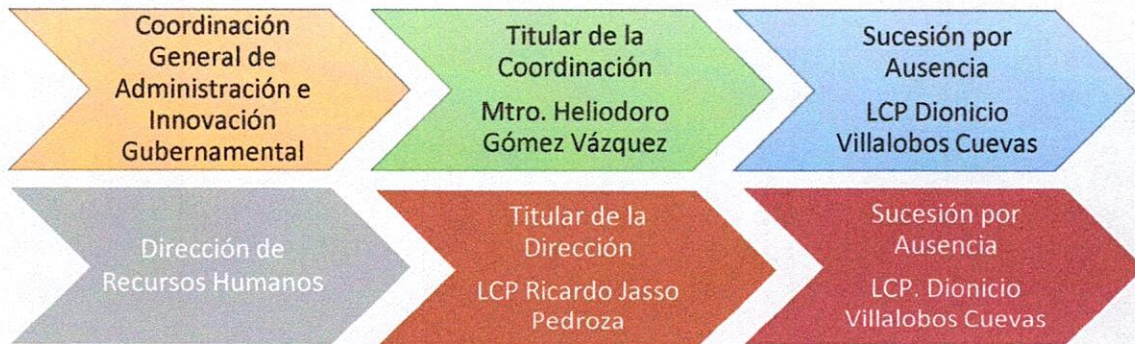 Coordinación
General de
Administración e
Innovación
Gubernamental
Titular de la
Coordinación
Mtro. Heliodoro
Gómez Vázquez
Sucesión por
Ausencia
LCP Dionicio
Villalobos Cuevas
Dirección de
Recursos Humanos
Titular de la
Dirección
LCP Ricardo Jasso
Pedroza
Sucesión por
Ausencia
LCP. Dionicio
Villalobos Cuevas